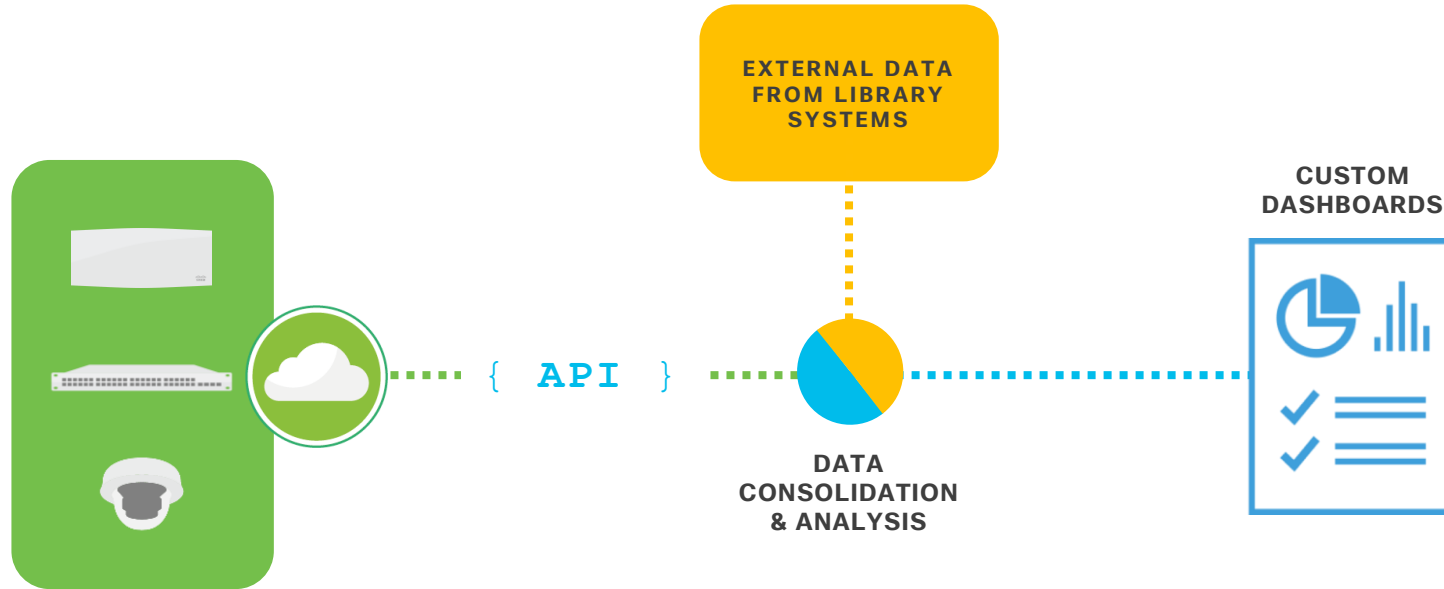 EXTERNAL DATA
FROM LIBRARY
SYSTEMS
CUSTOM
DASHBOARDS
{ API }
DATA
CONSOLIDATION
& ANALYSIS